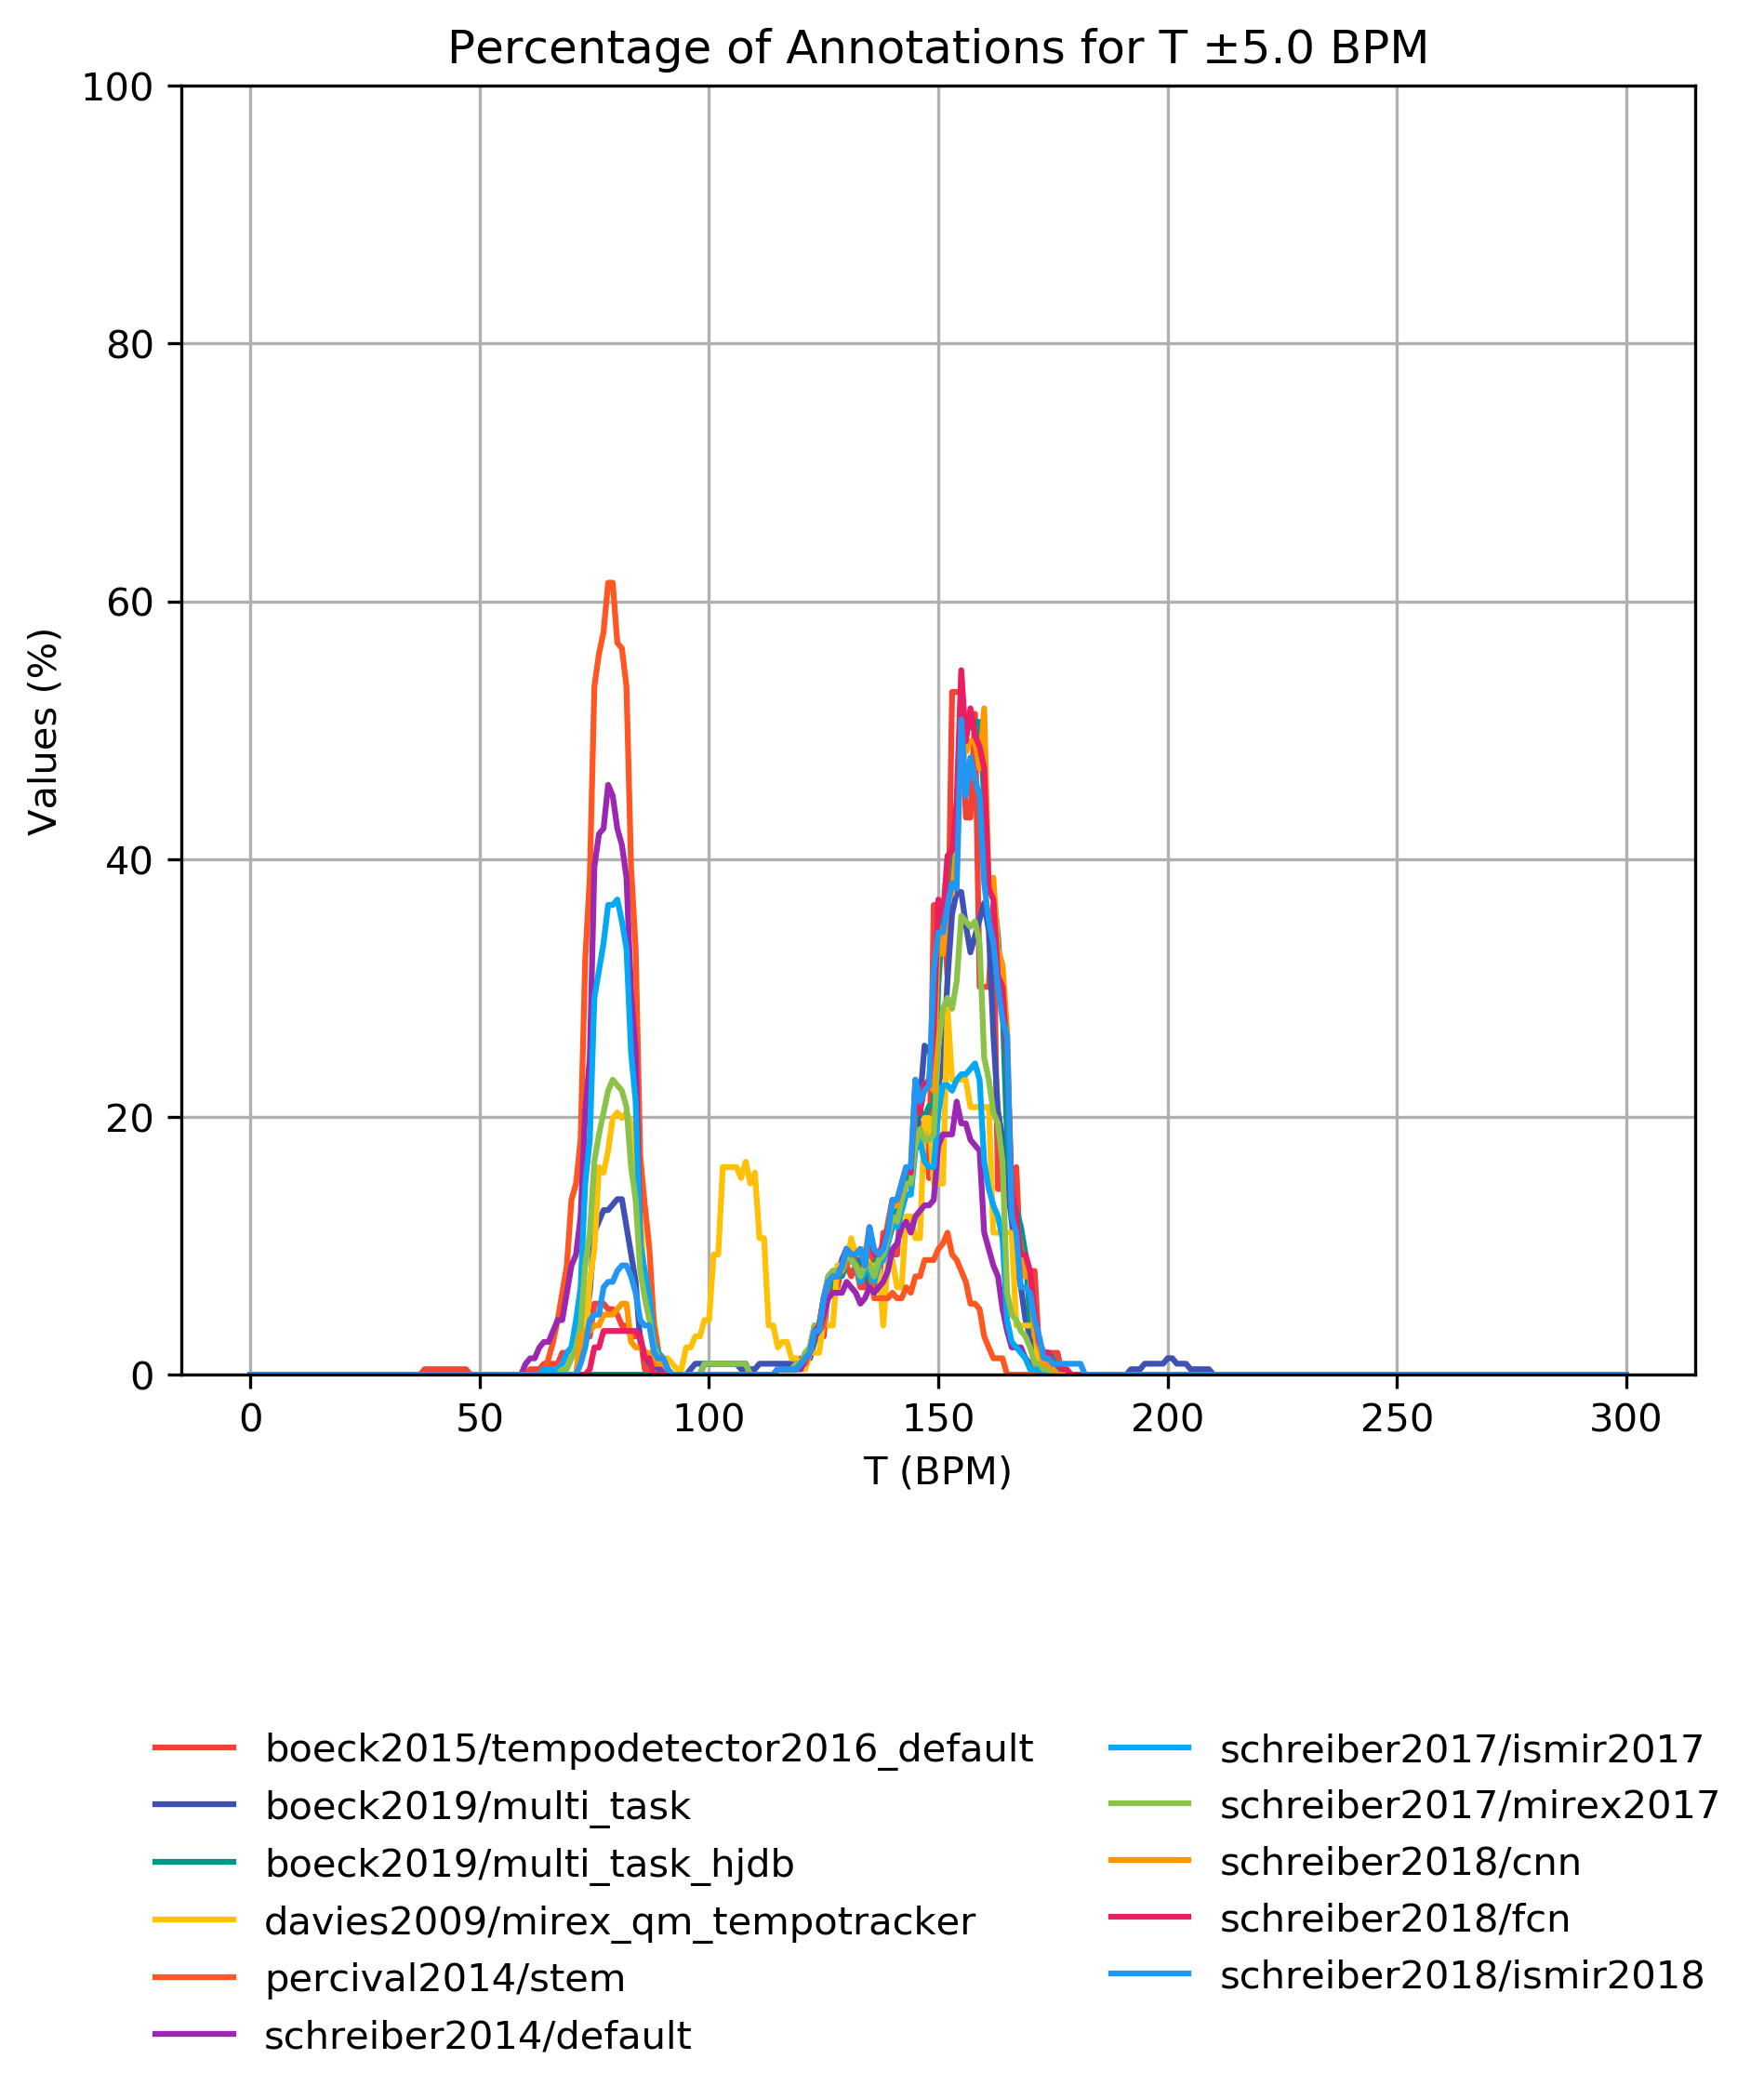 Percentage of Annotations for T ±5.0 BPM
100
80
60
40
20
0
Values (%)
0 50 100 150 200 250 300
T (BPM)
boeck2015/tempodetector2016_default
boeck2019/multi_task
boeck2019/multi_task_hjdb
davies2009/mirex_qm_tempotracker
percival2014/stem
schreiber2014/default
schreiber2017/ismir2017
schreiber2017/mirex2017
schreiber2018/cnn
schreiber2018/fcn
schreiber2018/ismir2018